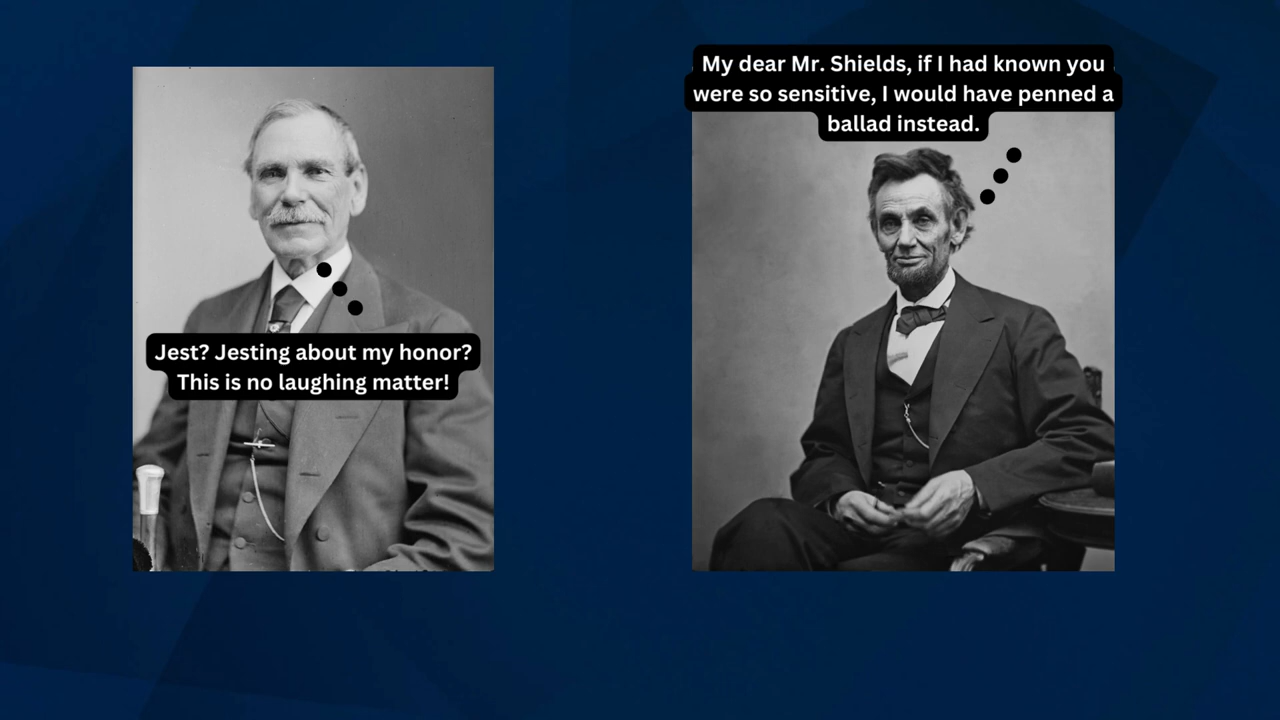 Jest? Jesting about my honor?
This is no laughing matter!
My dear Mr. Shields, if I had known you
were so sensitive, I would have penned a
ballad instead.